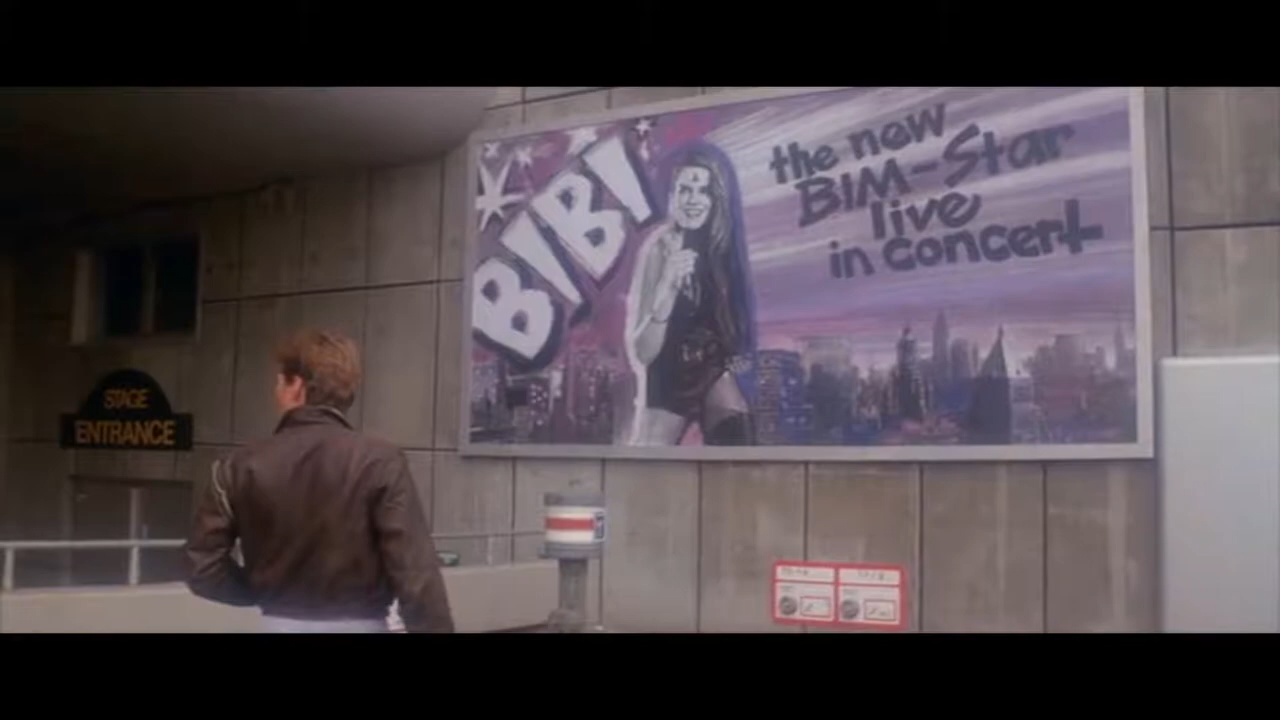 BIBI
the new
BIM-Star
live
in concert
STAGE
ENTRANCE